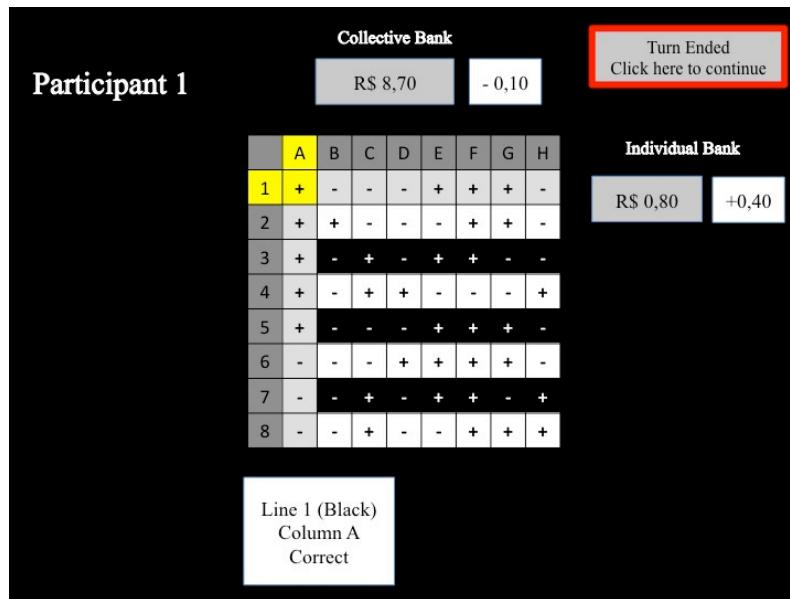 Collective Bank
Turn Ended
Click here to continue
Participant 1
R$ 8,70
- 0,10
Individual Bank
R$ 0,80
+0,40
A B C D E F G H
1 + - - - + + + -
2 + + - - - + + -
3 + - + - + + - -
4 + - + + - - - +
5 + - - - + + + -
6 - - - + + + + -
7 - - + - + + - +
8 - - + - - + + +
Line 1 (Black)
Column A
Correct